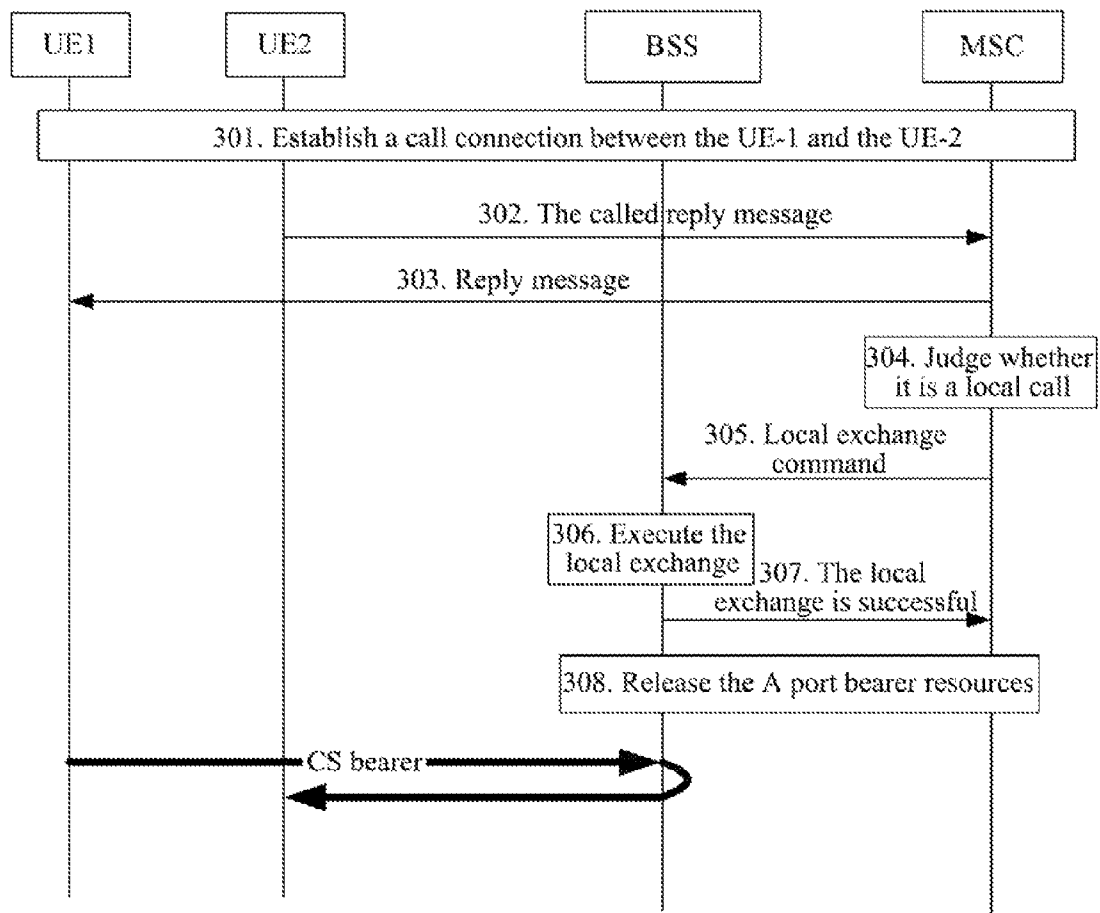 UE1
UE2
BSS
MSC
301. Establish a call connection between the UE-1 and the UE-2
302. The called reply message
303. Reply message
304. Judge whether
it is a local call
305. Local exchange
command
306. Execute the
local exchange
307. The local
exchange is successful
308. Release the A port bearer resources
CS bearer